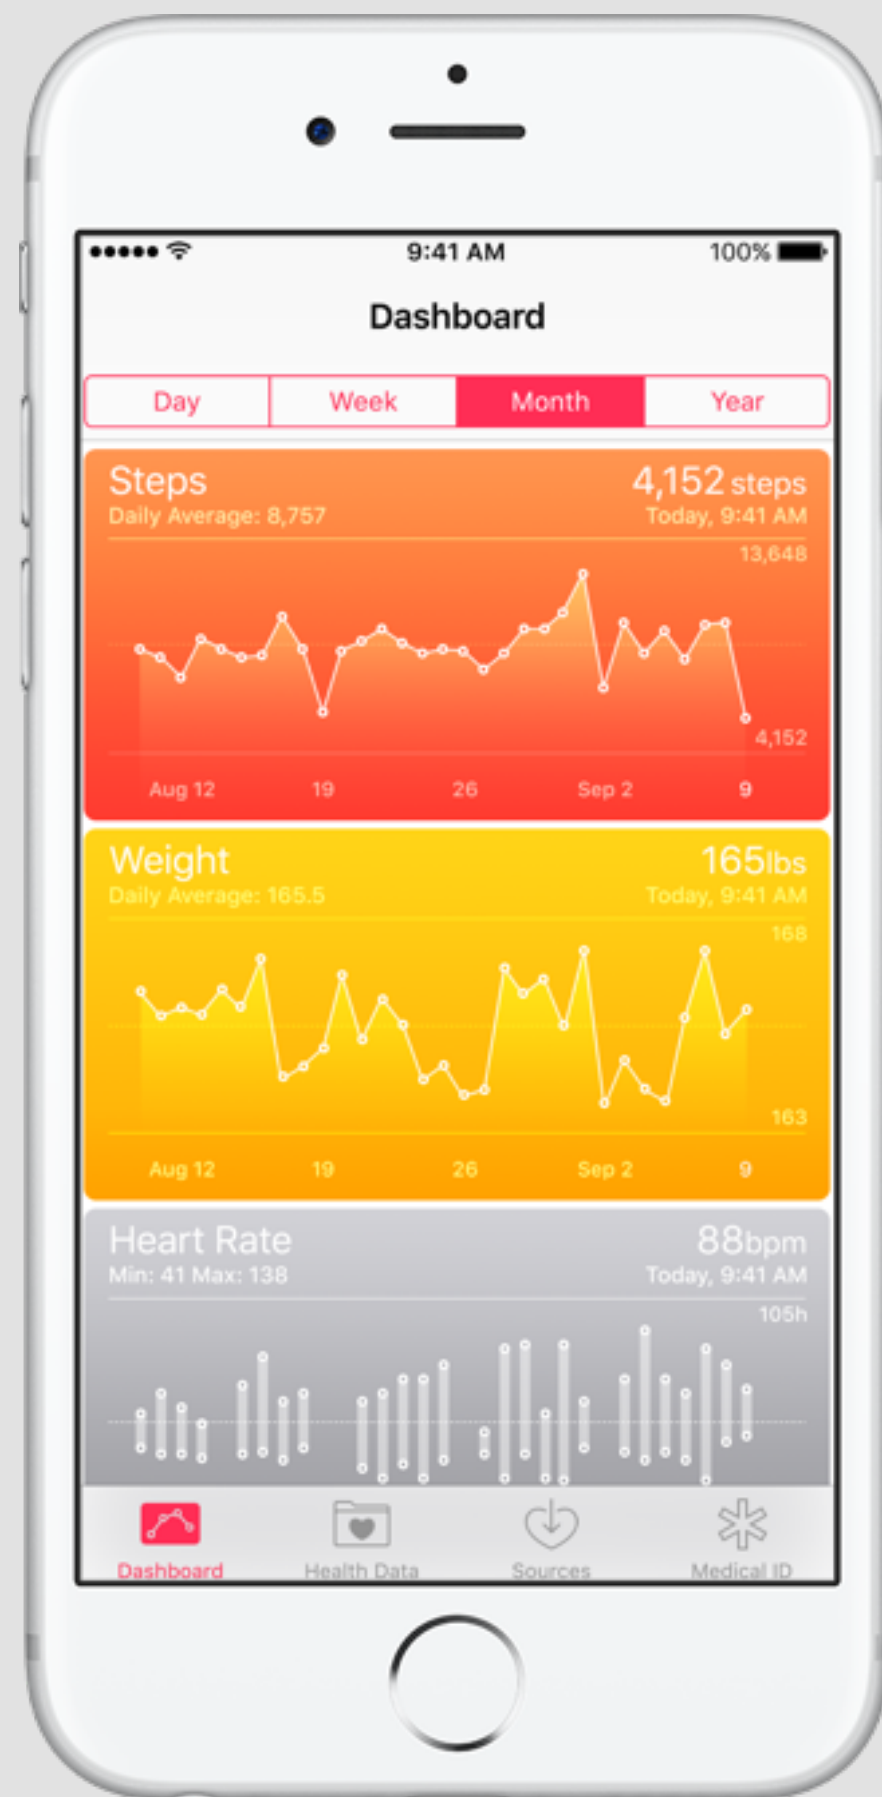 9:41 AM 100%
Dashboard
Day Week Month Year
Steps 4,152 steps
Daily Average: 8,757 Today, 9:41 AM
13,648
4,152
Aug 12 19 26 Sep 2 9
Weight 165lbs
Daily Average: 165.5 Today, 9:41 AM
168
163
Aug 12 19 26 Sep 2 9
Heart Rate 88bpm
Min: 41 Max: 138 Today, 9:41 AM
105h
Dashboard Health Data Sources Medical ID